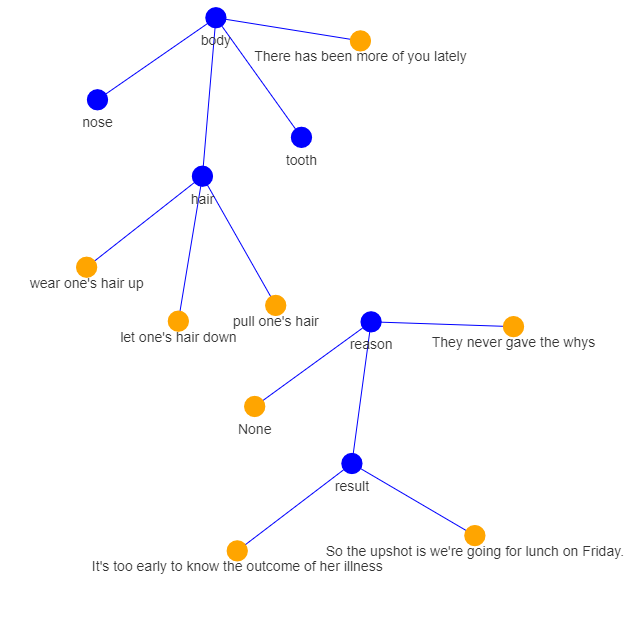 body
There has been more of you lately
nose
tooth
hair
wear one's hair up
let one's hair down
pull one's hair
reason
They never gave the whys
None
result
So the upshot is we're going for lunch on Friday.
It's too early to know the outcome of her illness